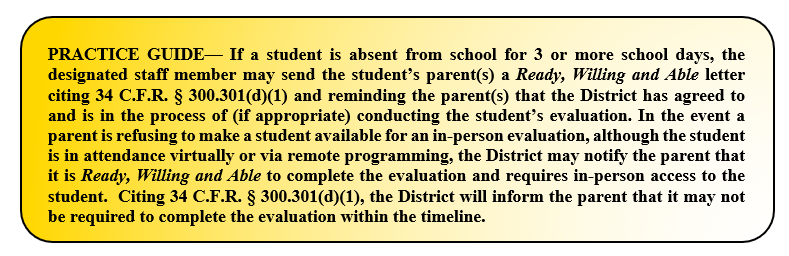 PRACTICE GUIDE— If a student is absent from school for 3 or more school days, the
designated staff member may send the student's parent(s) a Ready, Willing and Able letter
citing 34 C.F.R. § 300.301(d)(1) and reminding the parent(s) that the District has agreed to
and is in the process of (if appropriate) conducting the student's evaluation. In the event a
parent is refusing to make a student available for an in-person evaluation, although the student
is in attendance virtually or via remote programming, the District may notify the parent that
it is Ready, Willing and Able to complete the evaluation and requires in-person access to the
student. Citing 34 C.F.R. § 300.301(d)(1), the District will inform the parent that it may not
be required to complete the evaluation within the timeline.